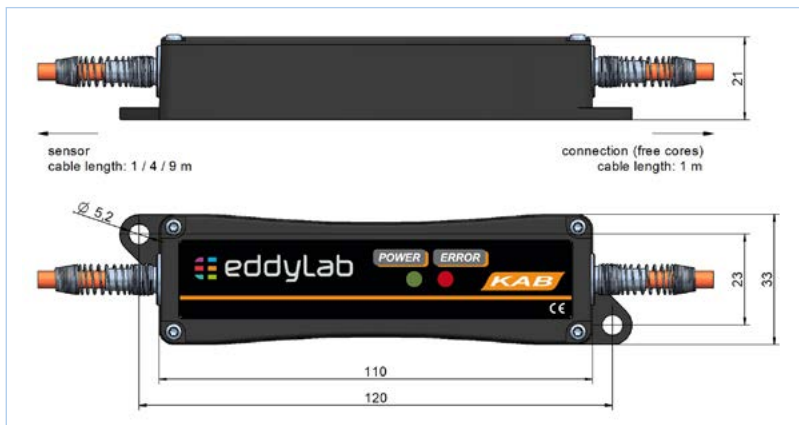 21
sensor
cable length: 1 / 4 / 9 m
connection (free cores)
cable length: 1 m
Ø 5,2
eddylab
POWER
ERROR
KAB
CE
23
33
110
120